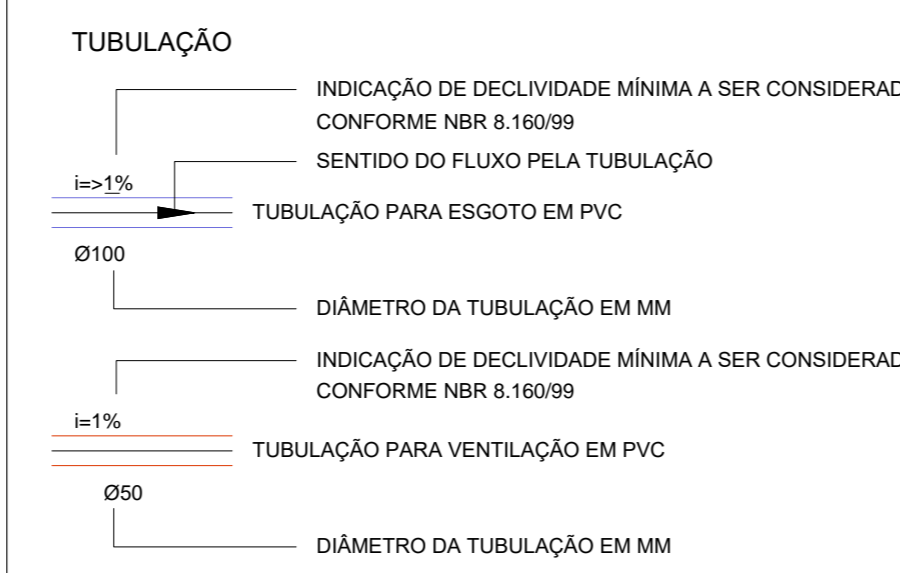 TUBULAÇÃO
INDICAÇÃO DE DECLIVIDADE MÍNIMA A SER CONSIDERAD
CONFORME NBR 8.160/99
SENTIDO DO FLUXO PELA TUBULAÇÃO
i=>1%
TUBULAÇÃO PARA ESGOTO EM PVC
Ø100
DIÂMETRO DA TUBULAÇÃO EM MM
INDICAÇÃO DE DECLIVIDADE MÍNIMA A SER CONSIDERAD
CONFORME NBR 8.160/99
i=1%
TUBULAÇÃO PARA VENTILAÇÃO EM PVC
Ø50
DIÂMETRO DA TUBULAÇÃO EM MM